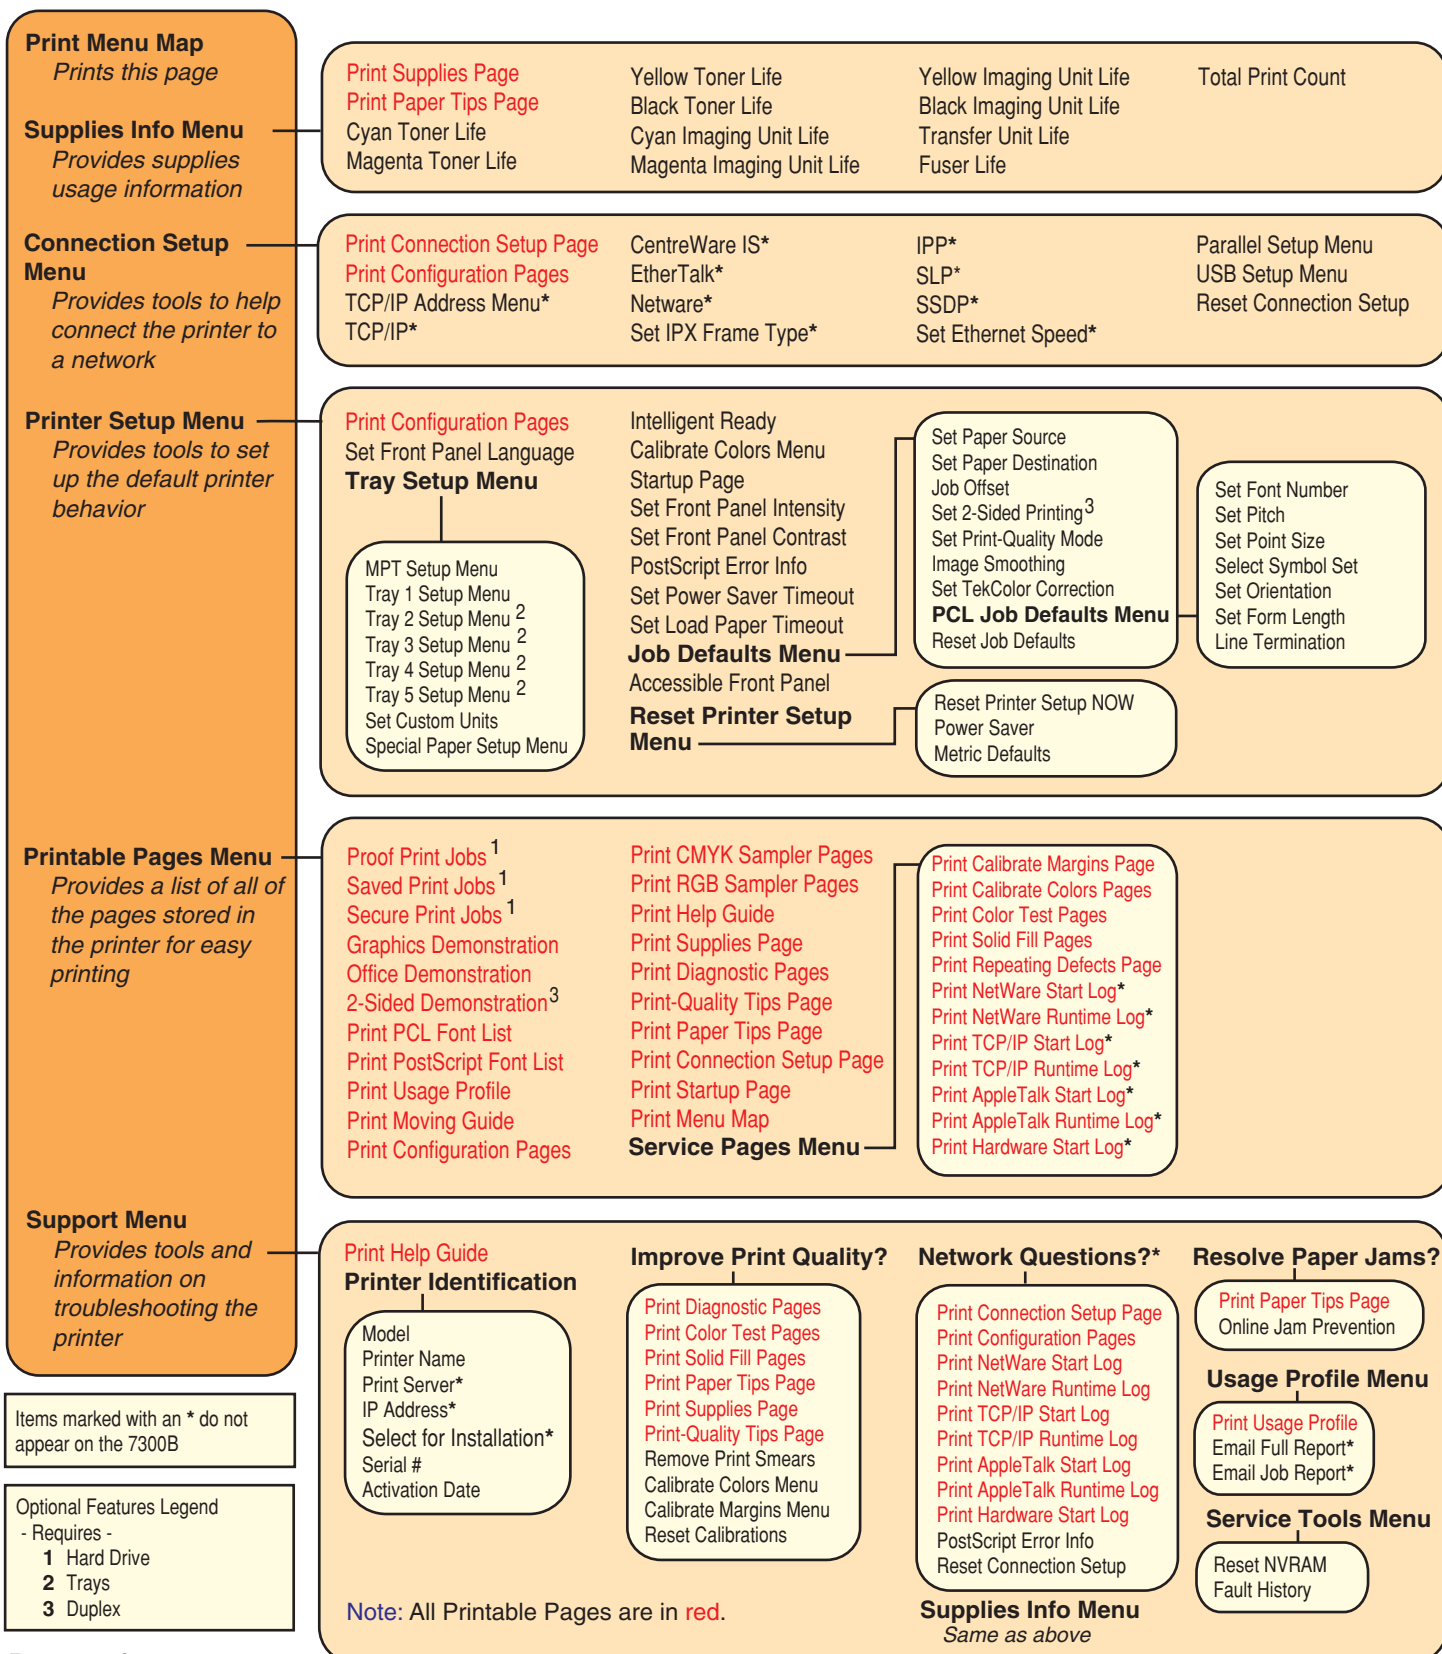 Print Menu Map
Prints this page
Supplies Info Menu
Provides supplies
usage information
Print Supplies Page
Print Paper Tips Page
Cyan Toner Life
Magenta Toner Life
Yellow Toner Life
Black Toner Life
Cyan Imaging Unit Life
Magenta Imaging Unit Life
Yellow Imaging Unit Life
Black Imaging Unit Life
Transfer Unit Life
Fuser Life
Total Print Count
Connection Setup
Menu
Provides tools to help
connect the printer to
a network
Print Connection Setup Page
Print Configuration Pages
TCP/IP Address Menu*
TCP/IP*
CentreWare IS*
EtherTalk*
Netware*
Set IPX Frame Type*
IPP*
SLP*
SSDP*
Set Ethernet Speed*
Parallel Setup Menu
USB Setup Menu
Reset Connection Setup
Printer Setup Menu
Provides tools to set
up the default printer
behavior
Print Configuration Pages
Set Front Panel Language
Tray Setup Menu
MPT Setup Menu
Tray 1 Setup Menu
Tray 2 Setup Menu 2
Tray 3 Setup Menu 2
Tray 4 Setup Menu 2
Tray 5 Setup Menu 2
Set Custom Units
Special Paper Setup Menu
Intelligent Ready
Calibrate Colors Menu
Startup Page
Set Front Panel Intensity
Set Front Panel Contrast
PostScript Error Info
Set Power Saver Timeout
Set Load Paper Timeout
Job Defaults Menu
Accessible Front Panel
Reset Printer Setup
Menu
Set Paper Source
Set Paper Destination
Job Offset
Set 2-Sided Printing3
Set Print-Quality Mode
Image Smoothing
Set TekColor Correction
PCL Job Defaults Menu
Reset Job Defaults
Set Font Number
Set Pitch
Set Point Size
Select Symbol Set
Set Orientation
Set Form Length
Line Termination
Reset Printer Setup NOW
Power Saver
Metric Defaults
Printable Pages Menu
Provides a list of all of
the pages stored in
the printer for easy
printing
Proof Print Jobs 1
Saved Print Jobs 1
Secure Print Jobs 1
Graphics Demonstration
Office Demonstration
2-Sided Demonstration3
Print PCL Font List
Print PostScript Font List
Print Usage Profile
Print Moving Guide
Print Configuration Pages
Print CMYK Sampler Pages
Print RGB Sampler Pages
Print Help Guide
Print Supplies Page
Print Diagnostic Pages
Print-Quality Tips Page
Print Paper Tips Page
Print Connection Setup Page
Print Startup Page
Print Menu Map
Service Pages Menu
Print Calibrate Margins Page
Print Calibrate Colors Pages
Print Color Test Pages
Print Solid Fill Pages
Print Repeating Defects Page
Print NetWare Start Log*
Print NetWare Runtime Log*
Print TCP/IP Start Log*
Print TCP/IP Runtime Log*
Print AppleTalk Start Log*
Print AppleTalk Runtime Log*
Print Hardware Start Log*
Support Menu
Provides tools and
information on
troubleshooting the
printer
Print Help Guide
Printer Identification
Model
Printer Name
Print Server*
IP Address*
Select for Installation*
Serial #
Activation Date
Improve Print Quality?
Print Diagnostic Pages
Print Color Test Pages
Print Solid Fill Pages
Print Paper Tips Page
Print Supplies Page
Print-Quality Tips Page
Remove Print Smears
Calibrate Colors Menu
Calibrate Margins Menu
Reset Calibrations
Network Questions?*
Print Connection Setup Page
Print Configuration Pages
Print NetWare Start Log
Print NetWare Runtime Log
Print TCP/IP Start Log
Print TCP/IP Runtime Log
Print AppleTalk Start Log
Print AppleTalk Runtime Log
Print Hardware Start Log
PostScript Error Info
Reset Connection Setup
Supplies Info Menu
Same as above
Resolve Paper Jams?
Print Paper Tips Page
Online Jam Prevention
Usage Profile Menu
Print Usage Profile
Email Full Report*
Email Job Report*
Service Tools Menu
Reset NVRAM
Fault History
Items marked with an * do not
appear on the 7300B
Optional Features Legend
- Requires -
1 Hard Drive
2 Trays
3 Duplex
Note: All Printable Pages are in red.